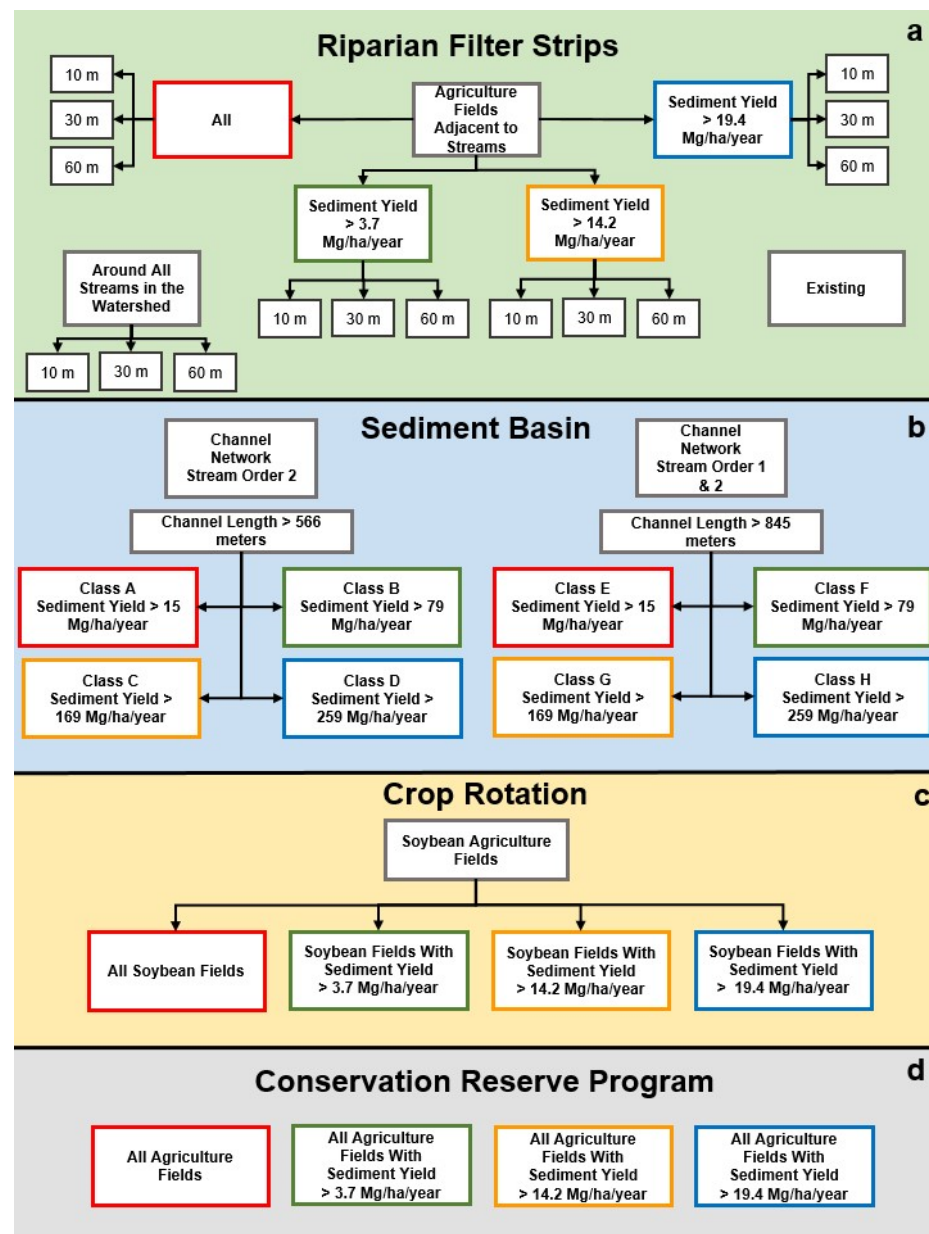 a
Riparian Filter Strips
10 m
30 m
60 m
All
Agriculture
Fields
Adjacent to
Streams
Sediment Yield
> 19.4
Mg/ha/year
10 m
30 m
60 m
Sediment Yield
> 3.7
Mg/ha/year
10 m
30 m
60 m
Sediment Yield
> 14.2
Mg/ha/year
10 m
30 m
60 m
Around All
Streams in the
Watershed
10 m
30 m
60 m
Existing
b
Sediment Basin
Channel
Network
Stream Order 2
Channel Length > 566
meters
Class A
Sediment Yield > 15
Mg/ha/year
Class B
Sediment Yield > 79
Mg/ha/year
Class C
Sediment Yield >
169 Mg/ha/year
Class D
Sediment Yield >
259 Mg/ha/year
Channel
Network
Stream Order 1
& 2
Channel Length > 845
meters
Class E
Sediment Yield > 15
Mg/ha/year
Class F
Sediment Yield > 79
Mg/ha/year
Class G
Sediment Yield >
169 Mg/ha/year
Class H
Sediment Yield >
259 Mg/ha/year
c
Crop Rotation
Soybean Agriculture
Fields
All Soybean Fields
Soybean Fields With
Sediment Yield
> 3.7 Mg/ha/year
Soybean Fields With
Sediment Yield
> 14.2 Mg/ha/year
Soybean Fields With
Sediment Yield
> 19.4 Mg/ha/year
d
Conservation Reserve Program
All Agriculture
Fields
All Agriculture
Fields With
Sediment Yield
> 3.7 Mg/ha/year
All Agriculture
Fields With
Sediment Yield
> 14.2 Mg/ha/year
All Agriculture
Fields With
Sediment Yield
> 19.4 Mg/ha/year